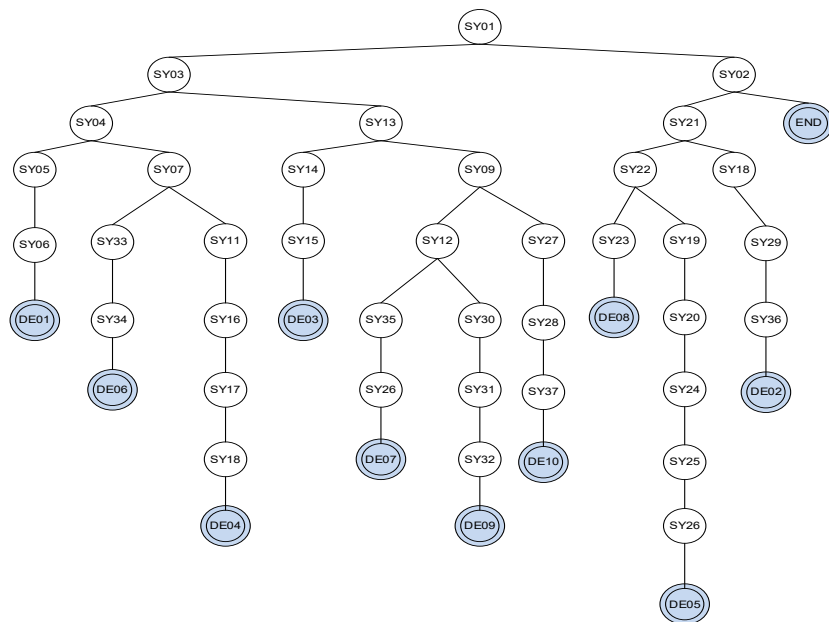 SY01
SY03 SY02
SY04 SY13 SY21 END
SY05 SY07 SY14 SY09 SY22 SY18
SY06 SY33 SY11 SY15 SY12 SY27 SY23 SY19 SY29
DE01 SY34 SY16 DE03 SY35 SY30 SY28 DE08 SY20 SY36
DE06 SY17 SY26 SY31 SY37 SY24 DE02
SY18 DE07 SY32 DE10 SY25
DE04 DE09 SY26
DE05